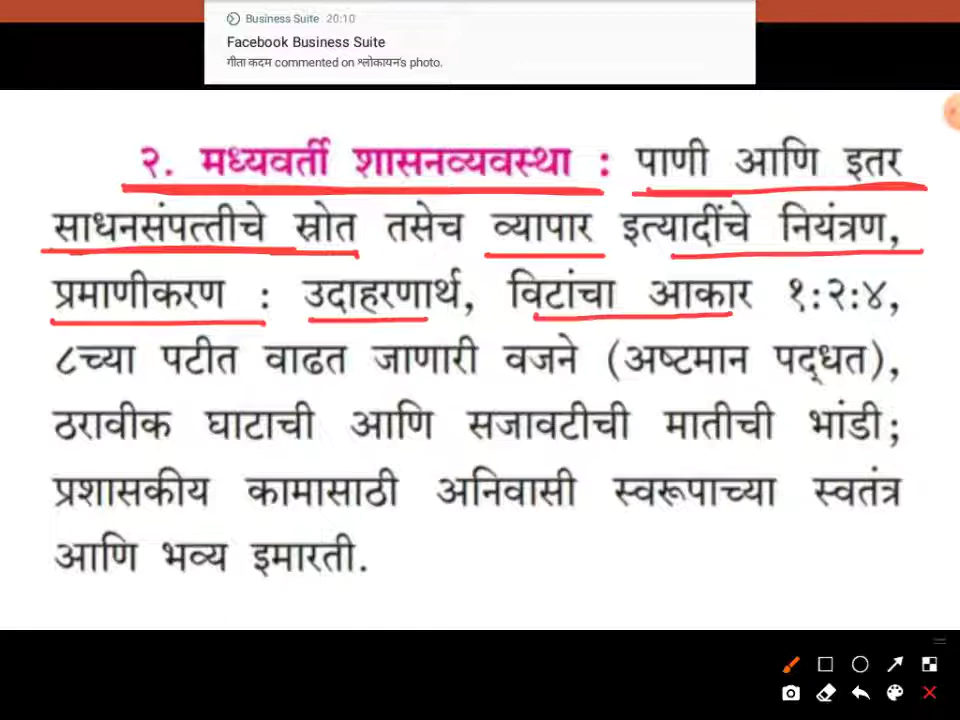 Business Suite 20:10
Facebook Business Suite
गीता कदम commented on श्लोकायन's photo.
२. मध्यवर्ती शासनव्यवस्था : पाणी आणि इतर
साधनसंपत्तीचे स्रोत तसेच व्यापार इत्यादींचे नियंत्रण,
प्रमाणीकरण : उदाहरणार्थ, विटांचा आकार १:२:४,
८च्या पटीत वाढत जाणारी वजने (अष्टमान पद्धत),
ठरावीक घाटाची आणि सजावटीची मातीची भांडी;
प्रशासकीय कामासाठी अनिवासी स्वरूपाच्या स्वतंत्र
आणि भव्य इमारती.